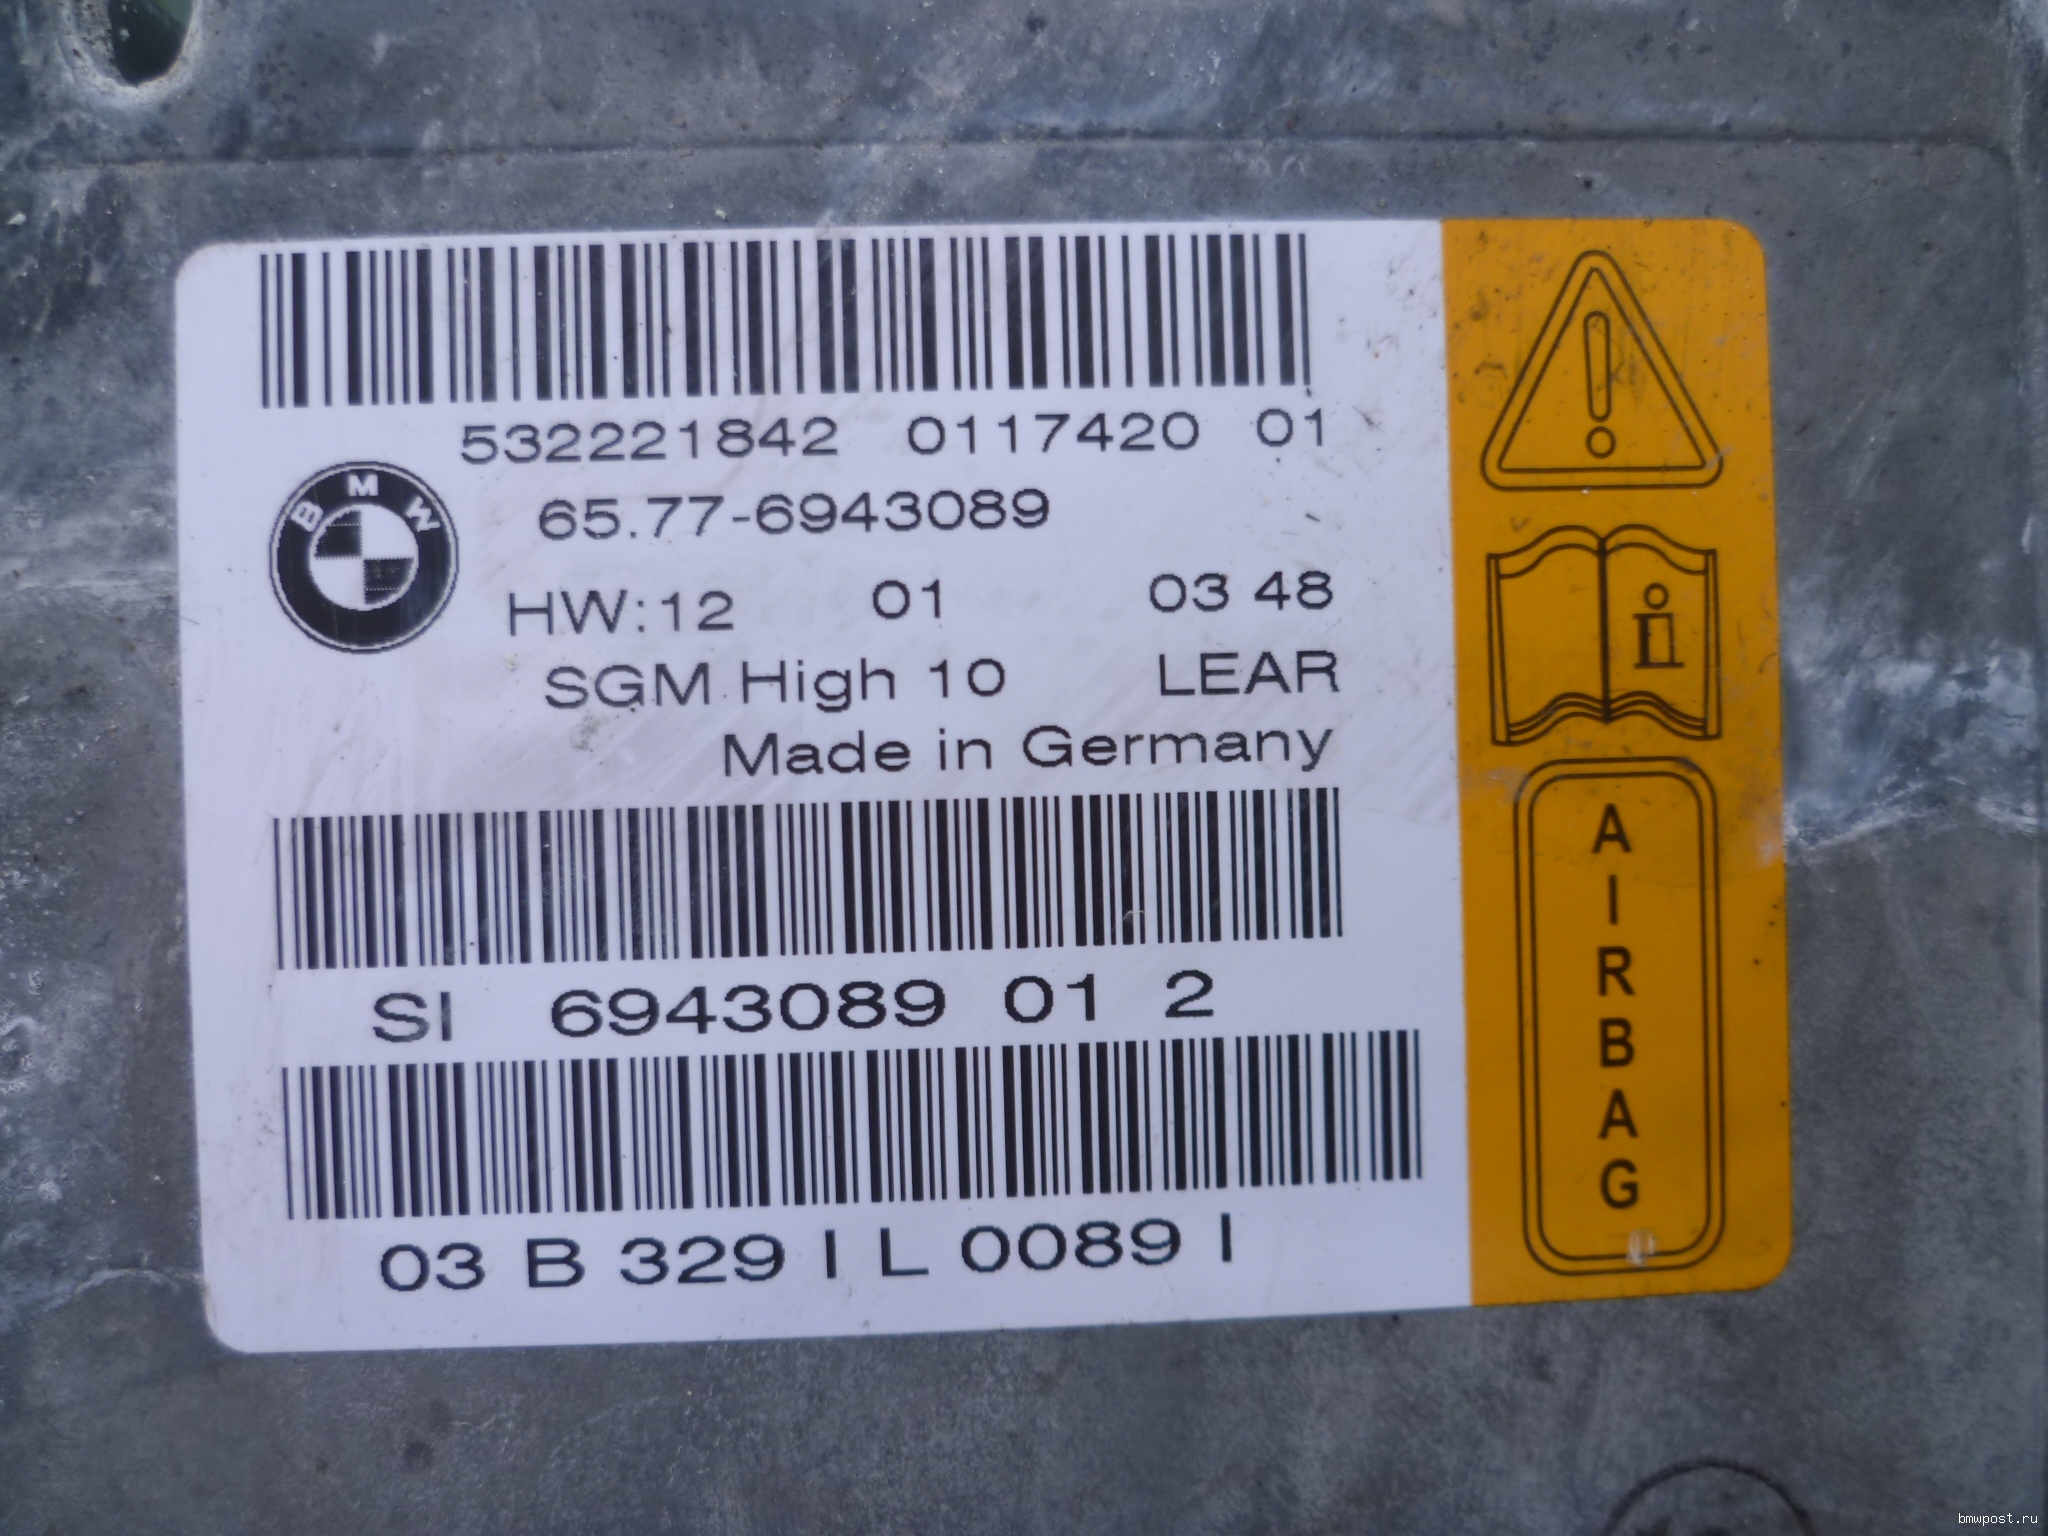 532221842 0117420 01
BMW
65.77-6943089
HW:12 01 03 48
SGM High 10 LEAR
Made in Germany
SI 6943089 01 2
03 B 329 I L 0089 I
i
AIRBAG
bmwpost.ru